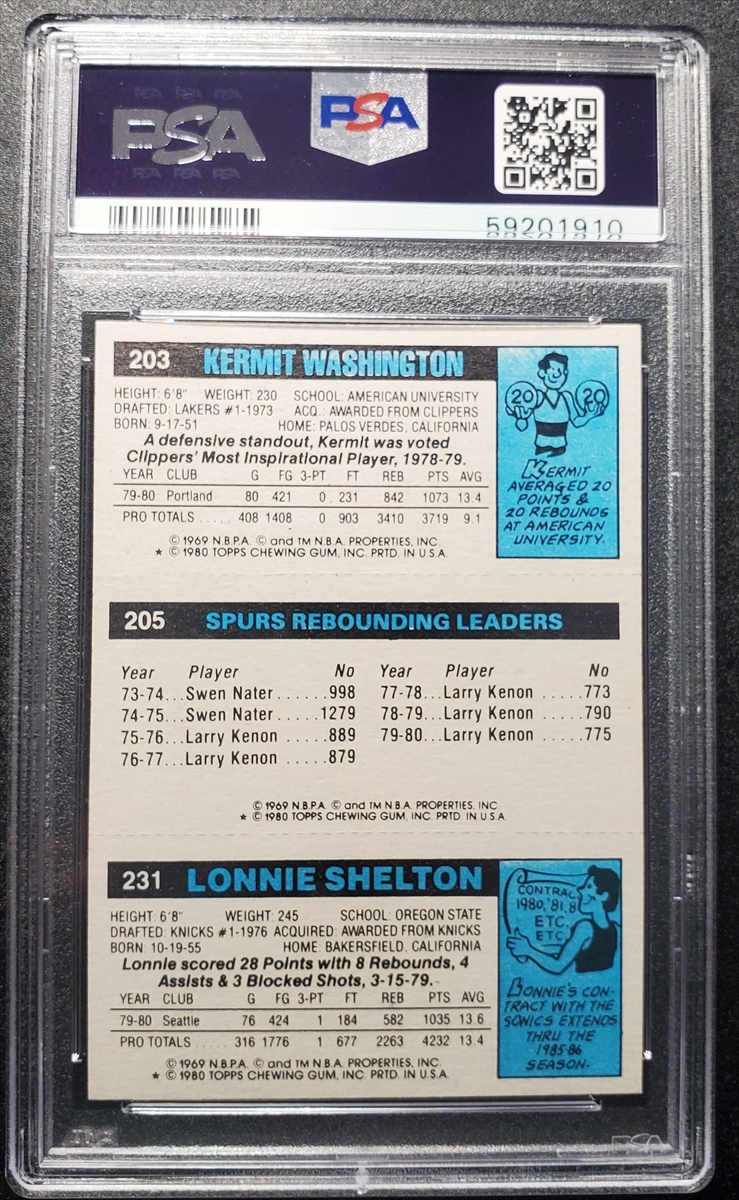 PSA PSA PSA
PSA
PSA PSA PSA
PSA
59201910
203 KERMIT WASHINGTON
HEIGHT: 6'8" WEIGHT: 230 SCHOOL: AMERICAN UNIVERSITY
DRAFTED: LAKERS #1-1973 ACQ.: AWARDED FROM CLIPPERS
BORN: 9-17-51 HOME: PALOS VERDES, CALIFORNIA
A defensive standout, Kermit was voted
Clippers' Most Inspirational Player, 1978-79.
YEAR CLUB G FG 3-PT FT REB PTS AVG
79-80 Portland 80 421 0 231 842 1073 13.4
PRO TOTALS ..... 408 1408 0 903 3410 3719 9.1
© 1969 N.B.P.A. © and TM N.B.A. PROPERTIES, INC.
★ © 1980 TOPPS CHEWING GUM, INC. PRTD. IN U.S.A.
20 20
KERMIT
AVERAGED 20
POINTS &
20 REBOUNDS
AT AMERICAN
UNIVERSITY.
205 SPURS REBOUNDING LEADERS
Year Player No Year Player No
73-74...Swen Nater ......998 77-78...Larry Kenon .....773
74-75...Swen Nater .....1279 78-79...Larry Kenon .....790
75-76...Larry Kenon .....889 79-80...Larry Kenon .....775
76-77...Larry Kenon .....879
© 1969 N.B.P.A. © and TM N.B.A. PROPERTIES, INC.
★ © 1980 TOPPS CHEWING GUM, INC. PRTD. IN U.S.A.
231 LONNIE SHELTON
HEIGHT: 6'8" WEIGHT: 245 SCHOOL: OREGON STATE
DRAFTED: KNICKS #1-1976 ACQUIRED: AWARDED FROM KNICKS
BORN: 10-19-55 HOME: BAKERSFIELD, CALIFORNIA
Lonnie scored 28 Points with 8 Rebounds, 4
Assists & 3 Blocked Shots, 3-15-79.
YEAR CLUB G FG 3-PT FT REB PTS AVG
79-80 Seattle 76 424 1 184 582 1035 13.6
PRO TOTALS ..... 316 1776 1 677 2263 4232 13.4
© 1969 N.B.P.A. © and TM N.B.A. PROPERTIES, INC.
★ © 1980 TOPPS CHEWING GUM, INC. PRTD. IN U.S.A.
CONTRAC
1980,'81,8
ETC.
ETC.
LONNIE'S CON-
TRACT WITH THE
SONICS EXTENDS
THRU THE
1985-86
SEASON.
PSA